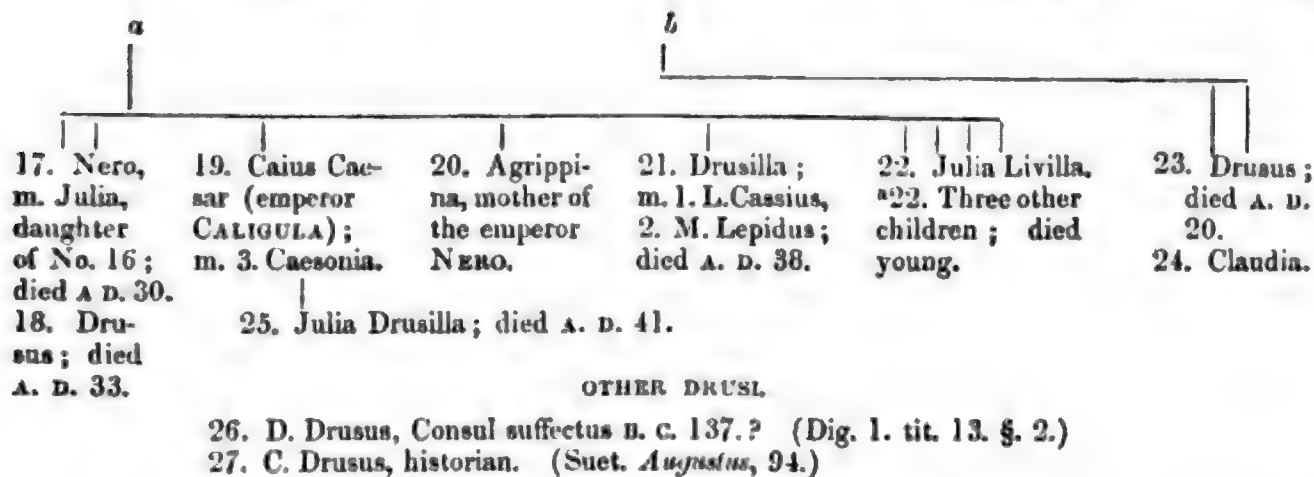 a
b
17. Nero,
m. Julia,
daughter
of No. 16;
died A D. 30.
18. Dru-
sus; died
A. D. 33.
19. Caius Cae-
sar (emperor
CALIGULA);
m. 3. Caesonia.
20. Agrippi-
na, mother of
the emperor
NERO.
21. Drusilla;
m. 1. L. Cassius,
2. M. Lepidus;
died A. D. 38.
22. Julia Livilla.
a22. Three other
children; died
young.
23. Drusus;
died A. D.
20.
24. Claudia.
25. Julia Drusilla; died A. D. 41.
OTHER DRUSI.
26. D. Drusus, Consul suffectus B. C. 137.? (Dig. 1. tit. 13. §. 2.)
27. C. Drusus, historian. (Suet. Augustus, 94.)